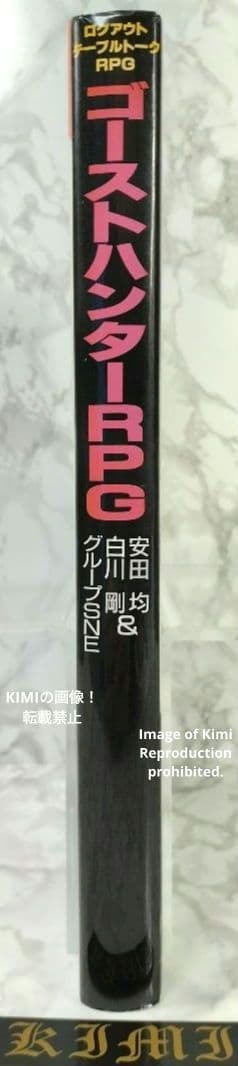 ログアウト
テーブルトーク
RPG
ゴーストハンターRPG
安田 均
白川 剛&
グループSNE
KIMIの画像！
転載禁止
Image of Kimi
Reproduction
prohibited.
KIMI